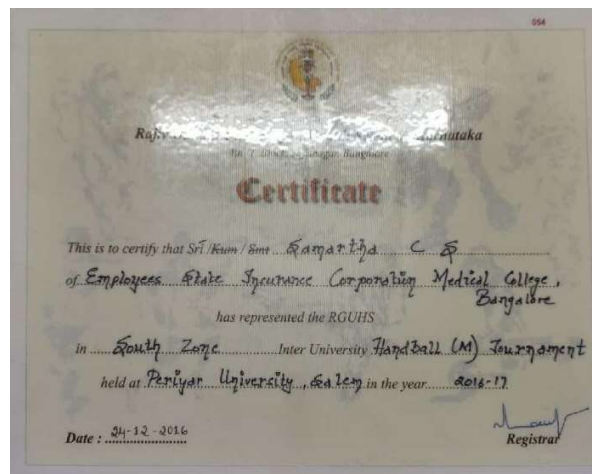 054
Karnataka
Certificate
This is to certify that Sri / Kum / Smt Samartha C S
of Employees State Insurance Corporation Medical College,
Bangalore
has represented the RGUHS
in South Zone Inter University Handball (M) Tournament
held at Periyar University, Salem in the year 2016-17
Date : 24-12-2016
Registrar